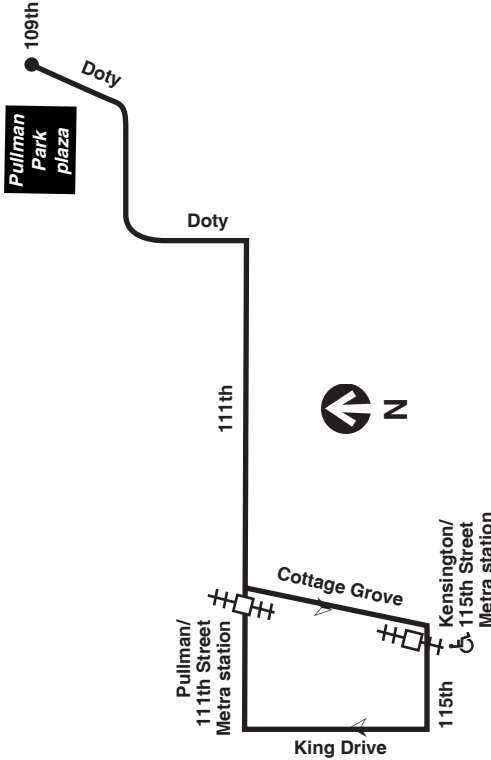 109th
Doty
Pullman
Park
plaza
Doty
111th
N
Cottage Grove
Pullman/
111th Street
Metra station
Kensington/
115th Street
Metra station
115th
King Drive